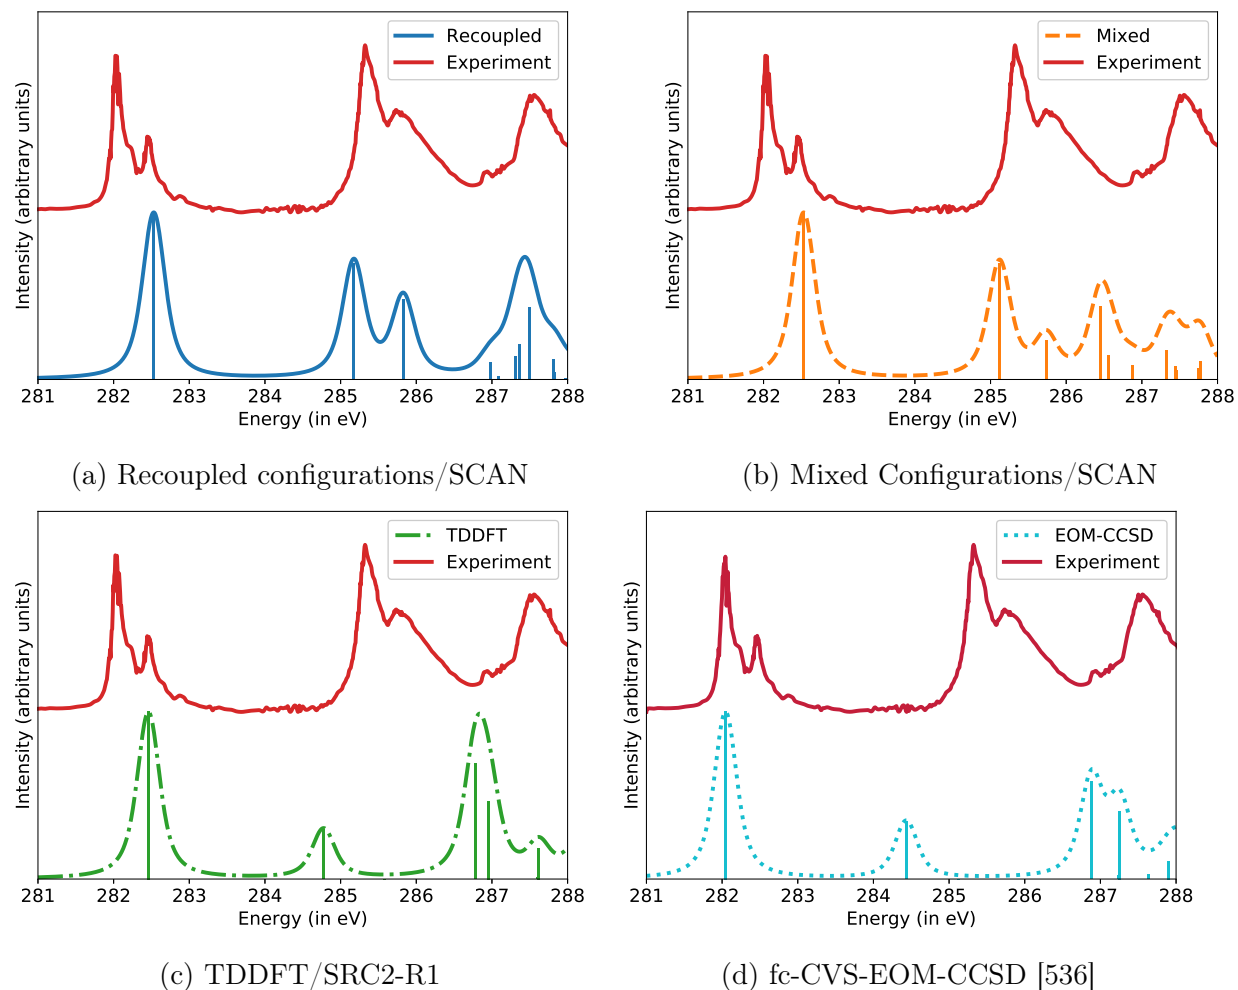 Recoupled
Experiment
Intensity (arbitrary units)
281 282 283 284 285 286 287 288
Energy (in eV)
(a) Recoupled configurations/SCAN
Mixed
Experiment
Intensity (arbitrary units)
281 282 283 284 285 286 287 288
Energy (in eV)
(b) Mixed Configurations/SCAN
TDDFT
Experiment
Intensity (arbitrary units)
281 282 283 284 285 286 287 288
Energy (in eV)
(c) TDDFT/SRC2-R1
EOM-CCSD
Experiment
Intensity (arbitrary units)
281 282 283 284 285 286 287 288
Energy (in eV)
(d) fc-CVS-EOM-CCSD [536]